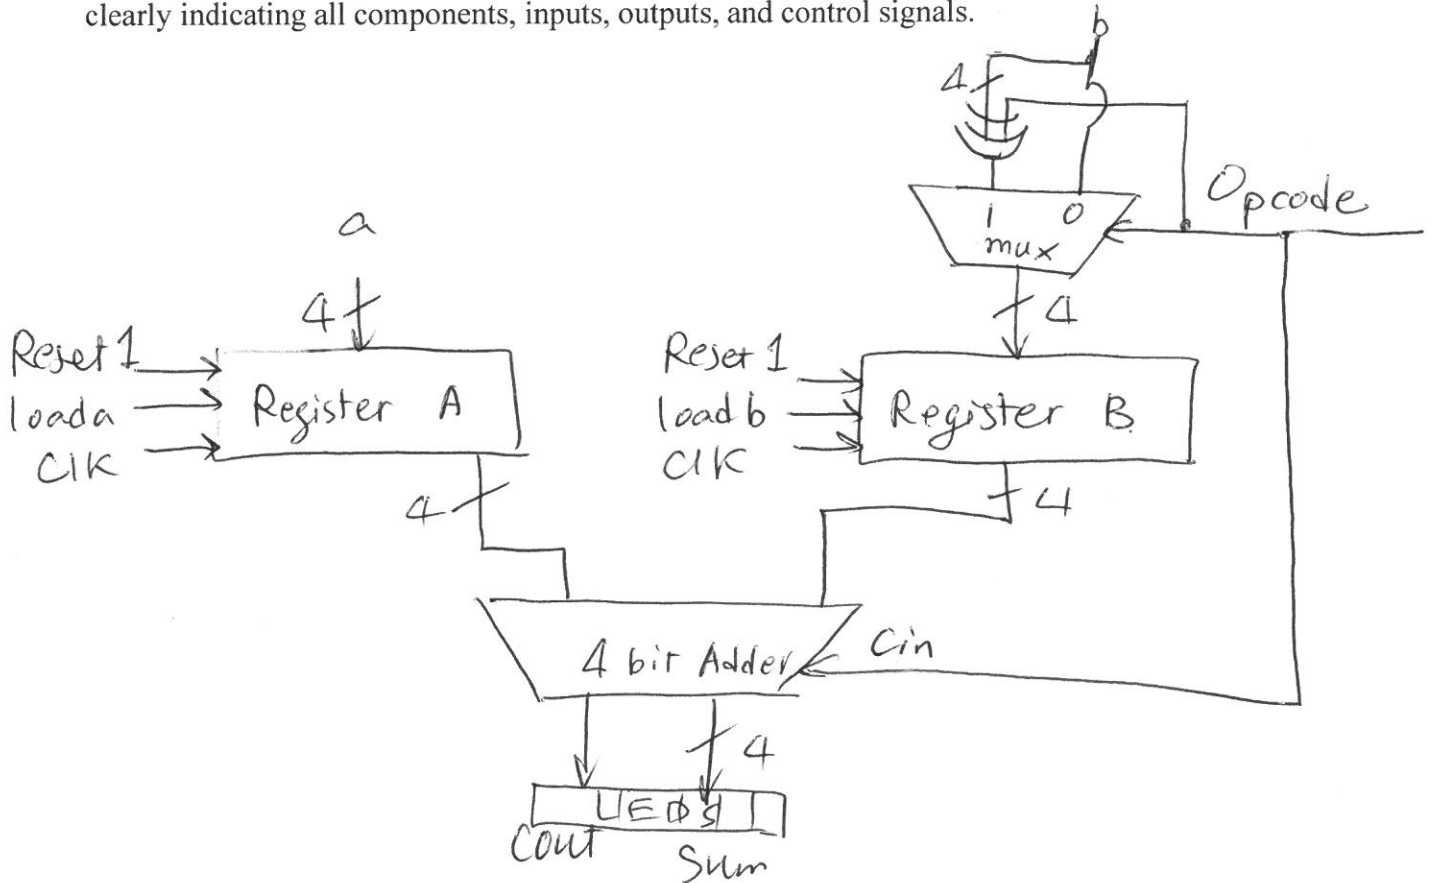 clearly indicating all components, inputs, outputs, and control signals.
b
4
Opcode
1 0
mux
a
4
4
Reset 1
loada
ClK
Register A
Reset 1
load b
ClK
Register B
4
4
4 bit Adder
Cin
4
LEDS
Cout
Sum